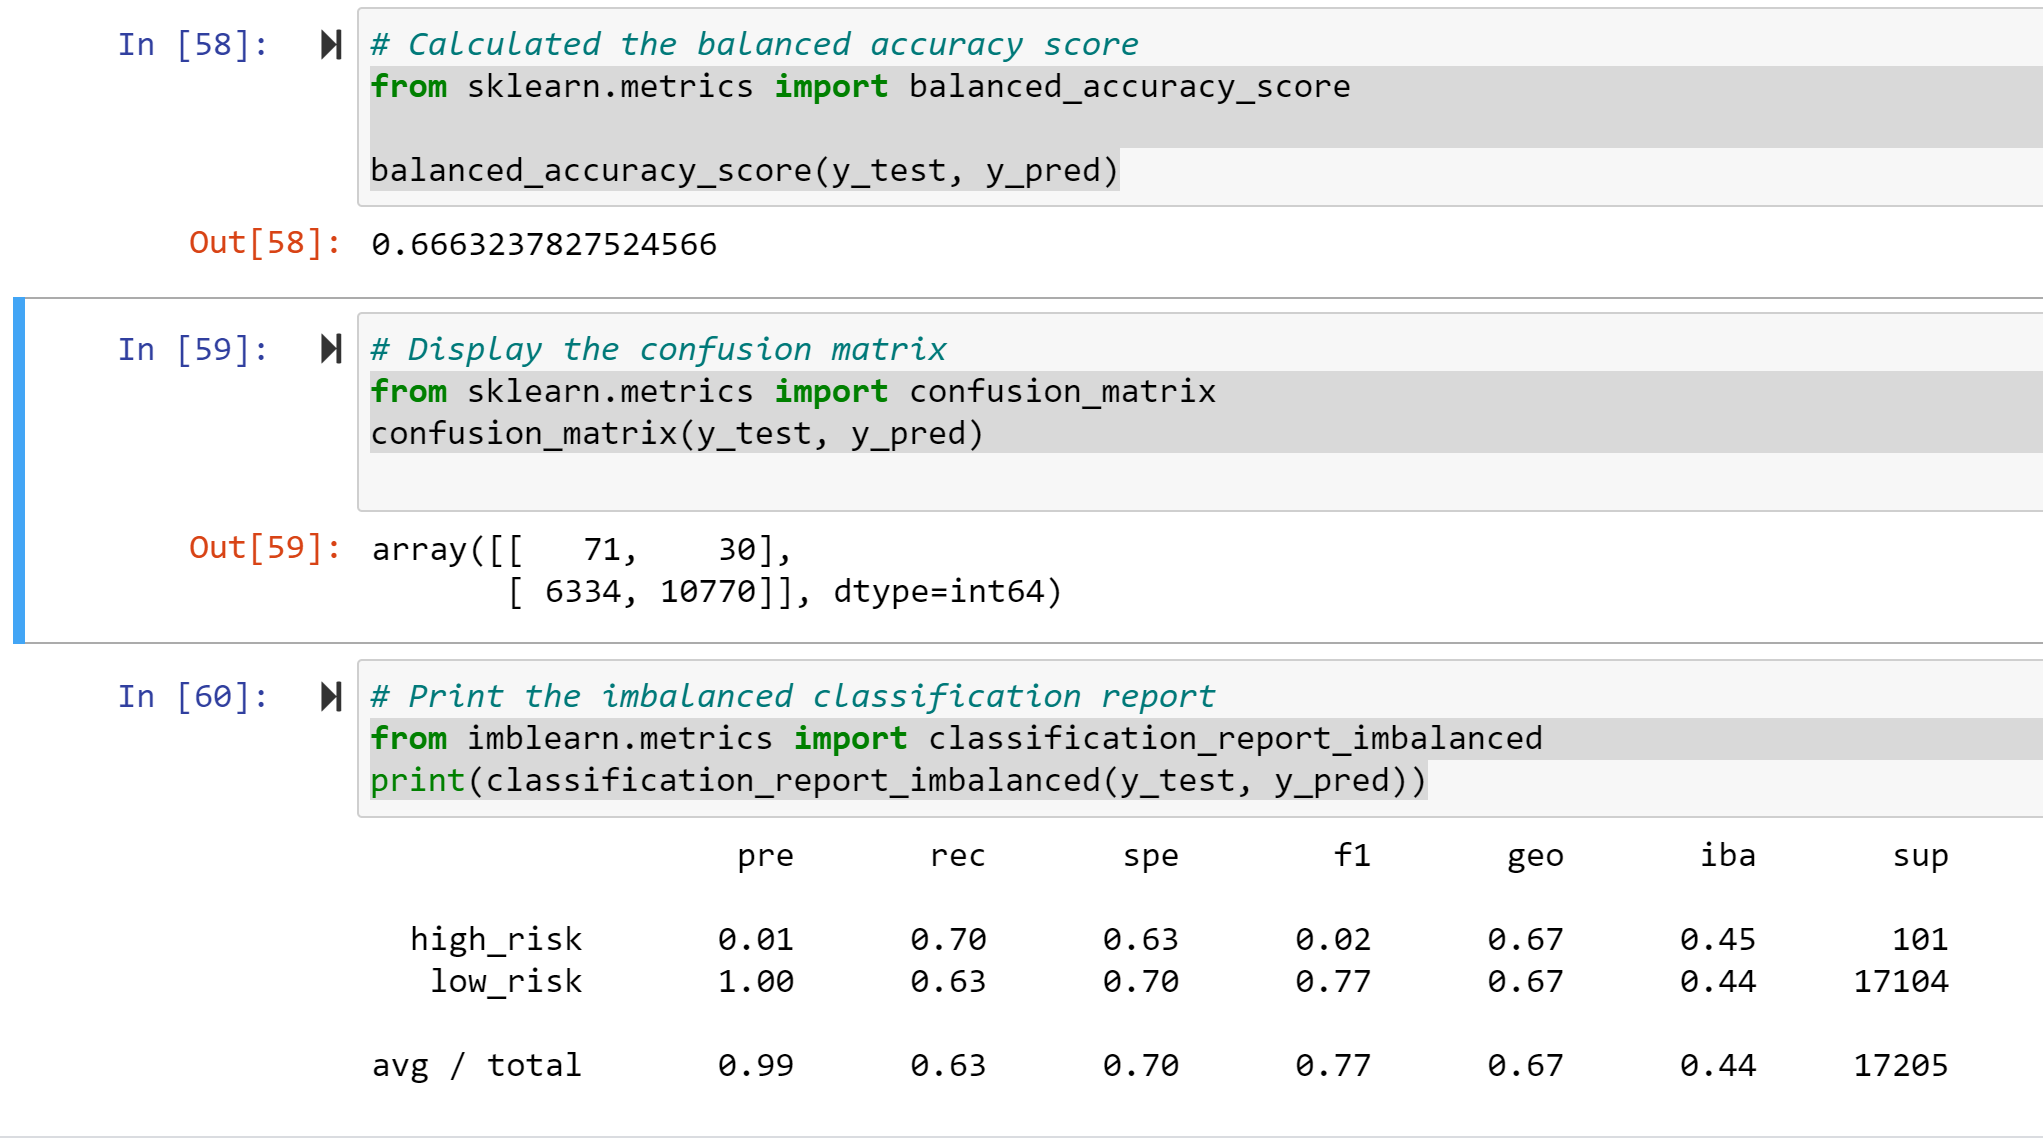 In [58]: # Calculated the balanced accuracy score
from sklearn.metrics import balanced_accuracy_score
balanced_accuracy_score(y_test, y_pred)
Out[58]: 0.6663237827524566
In [59]: # Display the confusion matrix
from sklearn.metrics import confusion_matrix
confusion_matrix(y_test, y_pred)
Out[59]: array([[   71,    30],
       [ 6334, 10770]], dtype=int64)
In [60]: # Print the imbalanced classification report
from imblearn.metrics import classification_report_imbalanced
print(classification_report_imbalanced(y_test, y_pred))
pre rec spe f1 geo iba sup
high_risk 0.01 0.70 0.63 0.02 0.67 0.45 101
low_risk 1.00 0.63 0.70 0.77 0.67 0.44 17104
avg / total 0.99 0.63 0.70 0.77 0.67 0.44 17205